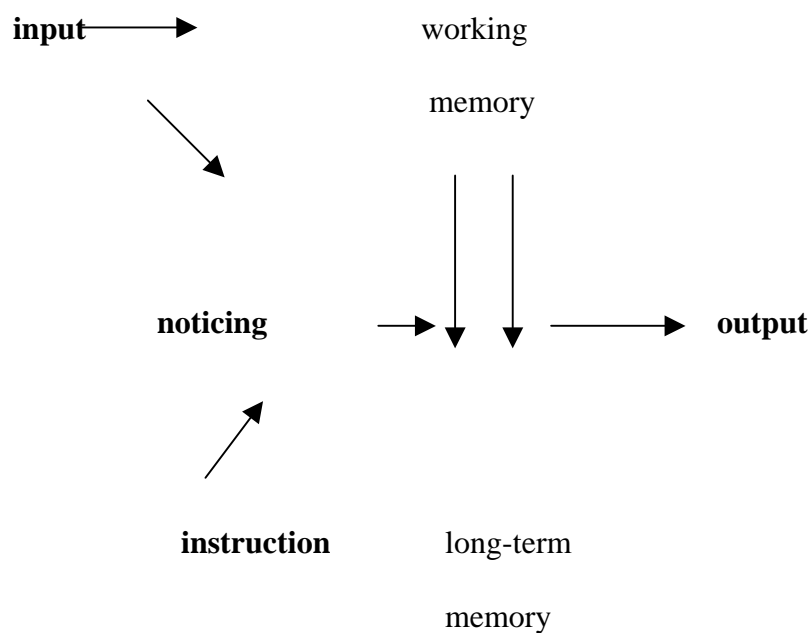 input
working
memory
noticing
output
instruction
long-term
memory